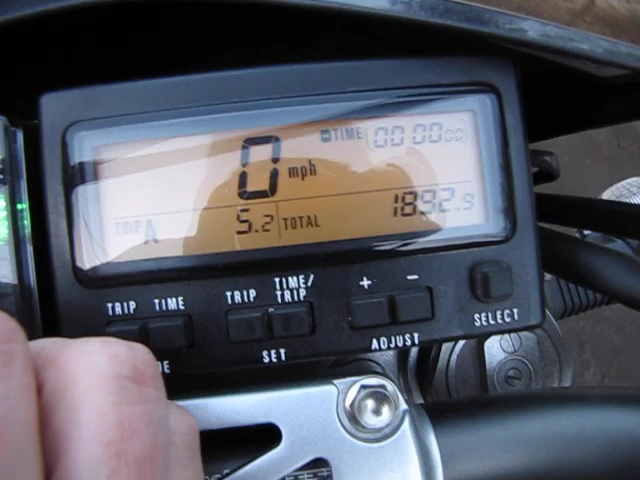 TIME 00'00'00
0 mph
TRIP A 5.2 TOTAL 1892.9
TRIP TIME TRIP TIME/TRIP + -
SET ADJUST SELECT